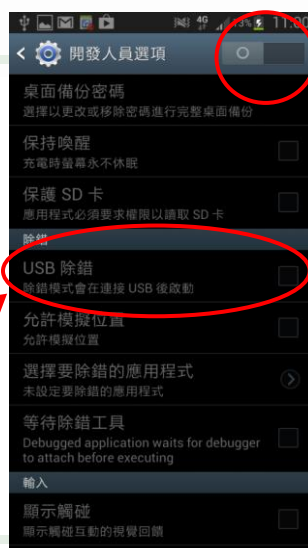 4G 13% 11:00
開發人員選項
桌面備份密碼
選擇以更改或移除密碼進行完整桌面備份
保持喚醒
充電時螢幕永不休眠
保護 SD 卡
應用程式必須要求權限以讀取 SD 卡
除錯
USB 除錯
除錯模式會在連接 USB 後啟動
允許模擬位置
允許模擬位置
選擇要除錯的應用程式
未設定要除錯的應用程式
等待除錯工具
Debugged application waits for debugger
to attach before executing
輸入
顯示觸碰
顯示觸碰互動的視覺回饋